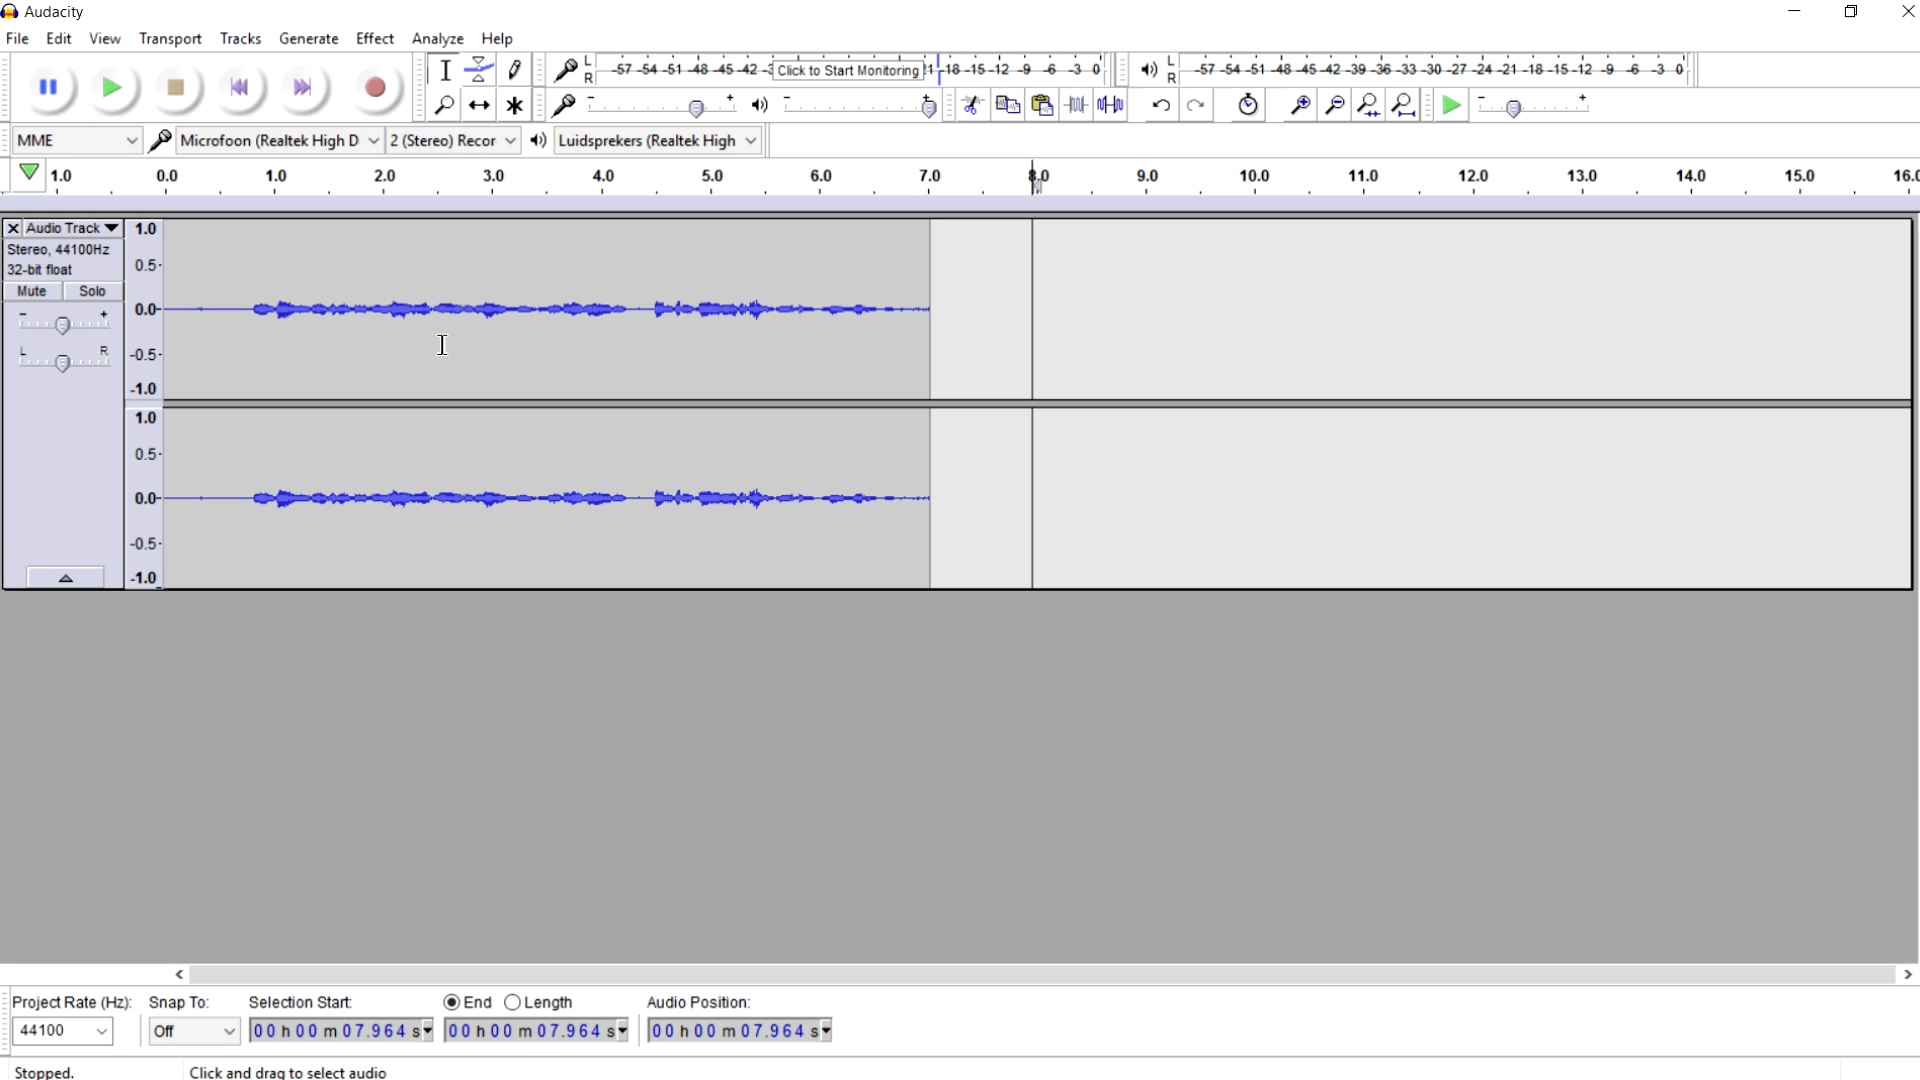 Audacity
File Edit View Transport Tracks Generate Effect Analyze Help
L
R
-57 -54 -51 -48 -45 -42 -3 Click to Start Monitoring 1 -18 -15 -12 -9 -6 -3 0
L
R
-57 -54 -51 -48 -45 -42 -39 -36 -33 -30 -27 -24 -21 -18 -15 -12 -9 -6 -3 0
- + - + - +
MME Microfoon (Realtek High D 2 (Stereo) Recor Luidsprekers (Realtek High
1.0 0.0 1.0 2.0 3.0 4.0 5.0 6.0 7.0 8.0 9.0 10.0 11.0 12.0 13.0 14.0 15.0 16.0
X Audio Track
Stereo, 44100Hz
32-bit float
Mute Solo
- +
L R
1.0
0.5-
0.0-
-0.5-
-1.0
1.0
0.5-
0.0-
-0.5-
-1.0
Project Rate (Hz): Snap To: Selection Start: End Length Audio Position:
44100 Off 00 h 00 m 07.964 s 00 h 00 m 07.964 s 00 h 00 m 07.964 s
Stopped. Click and drag to select audio